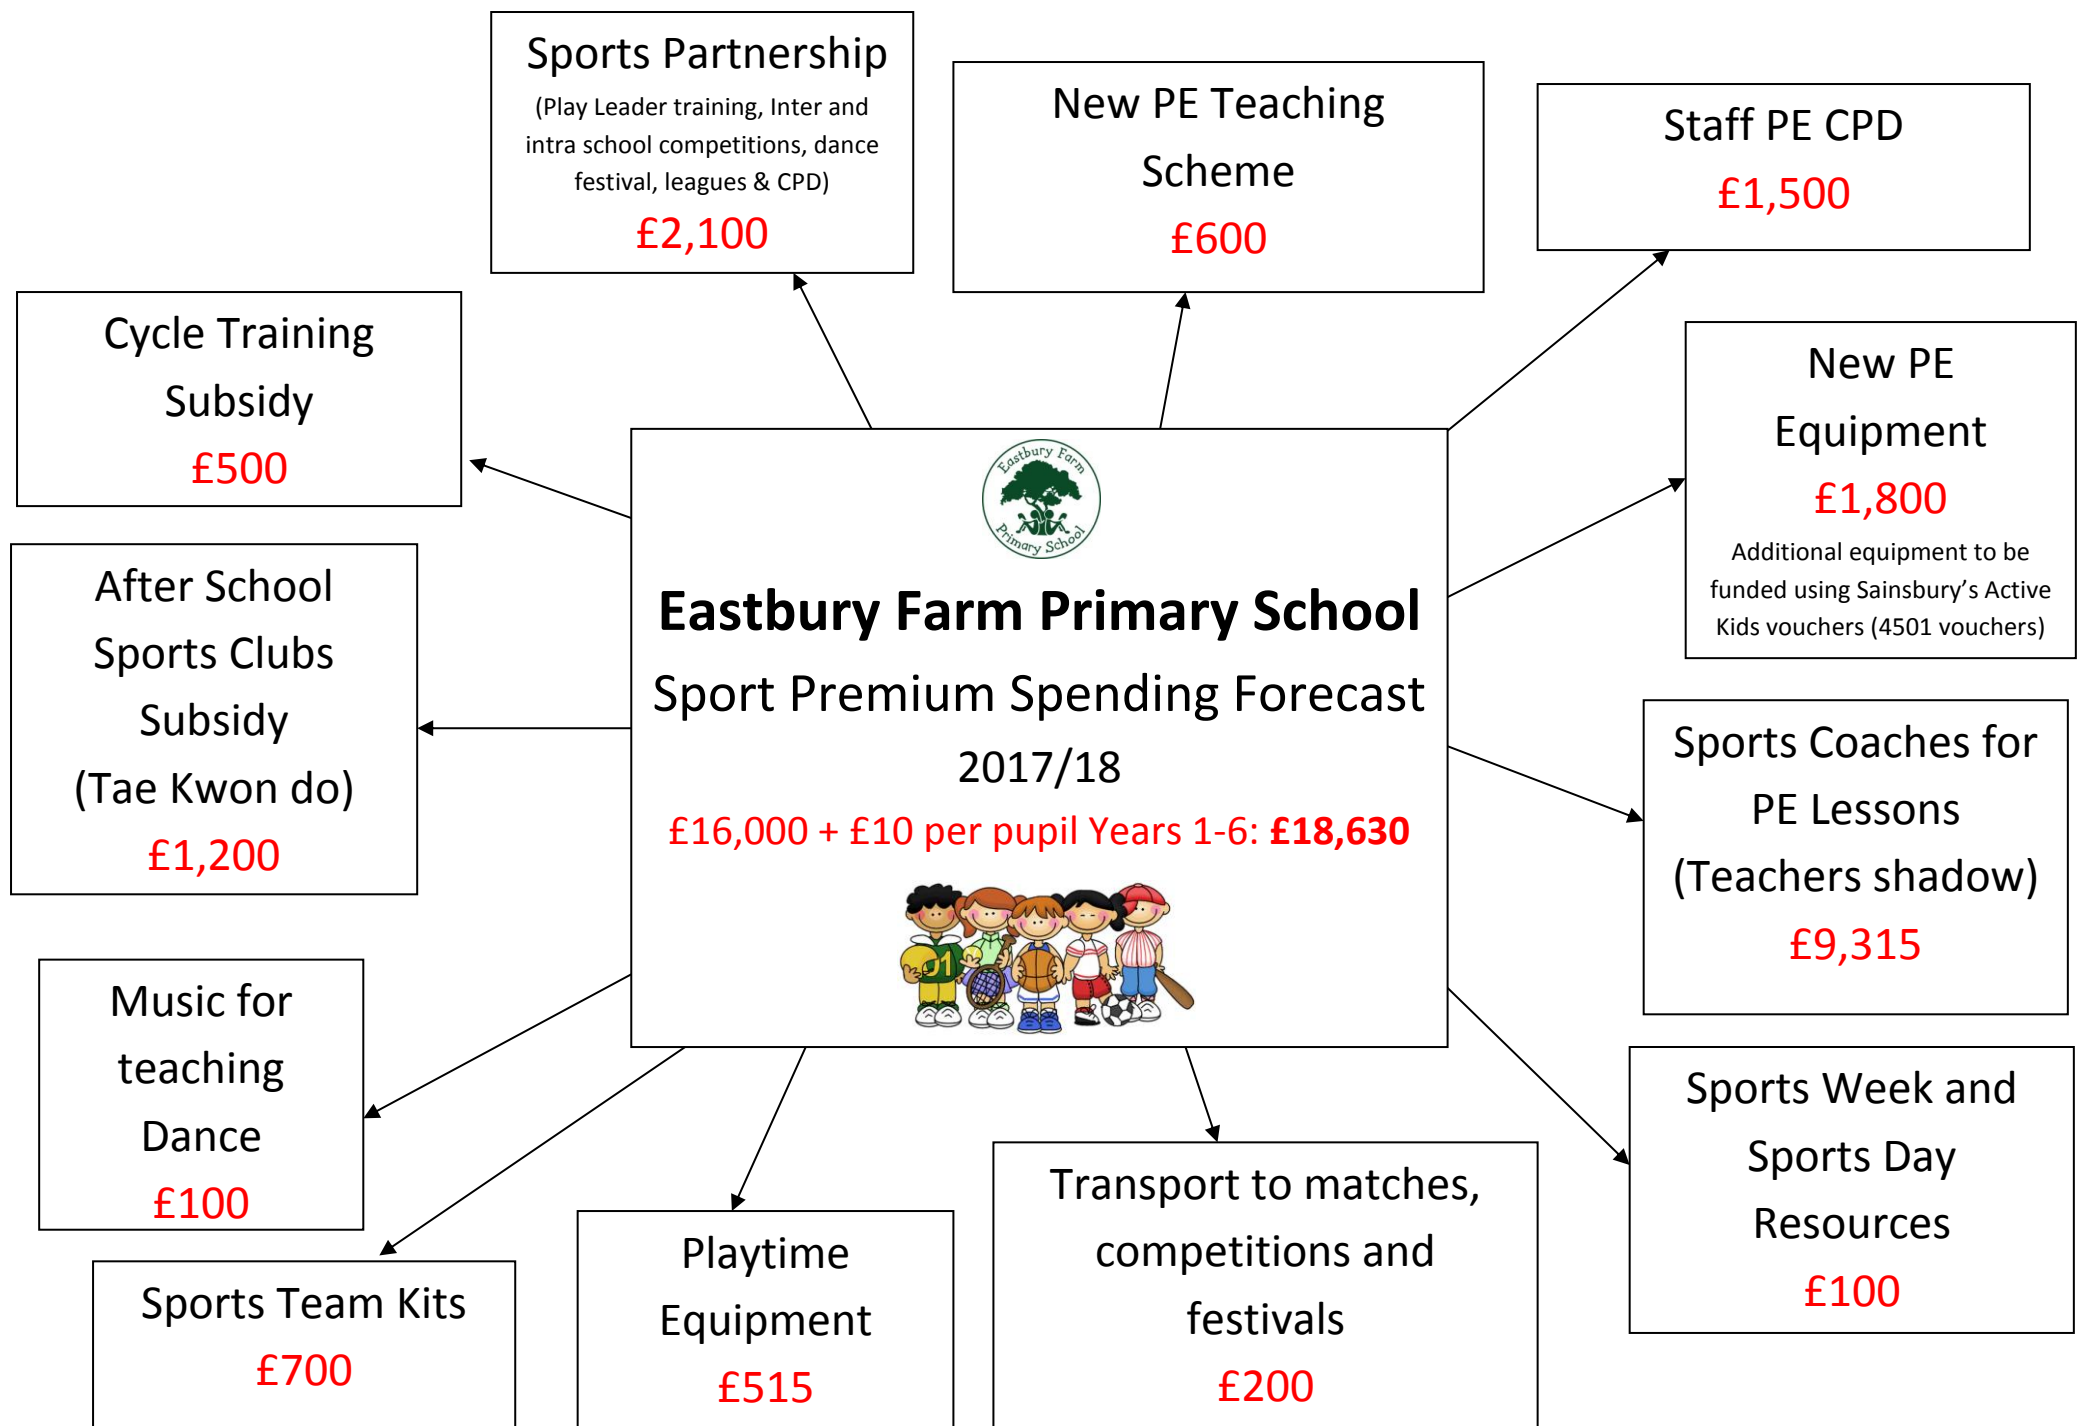 Sports Partnership
(Play Leader training, Inter and
intra school competitions, dance
festival, leagues & CPD)
£2,100
New PE Teaching
Scheme
£600
Staff PE CPD
£1,500
Cycle Training
Subsidy
£500
New PE
Equipment
£1,800
Additional equipment to be
funded using Sainsbury’s Active
Kids vouchers (4501 vouchers)
After School
Sports Clubs
Subsidy
(Tae Kwon do)
£1,200
Eastbury Farm
Primary School
Eastbury Farm Primary School
Sport Premium Spending Forecast
2017/18
£16,000 + £10 per pupil Years 1-6: £18,630
Sports Coaches for
PE Lessons
(Teachers shadow)
£9,315
Music for
teaching
Dance
£100
Sports Week and
Sports Day
Resources
£100
Sports Team Kits
£700
Playtime
Equipment
£515
Transport to matches,
competitions and
festivals
£200